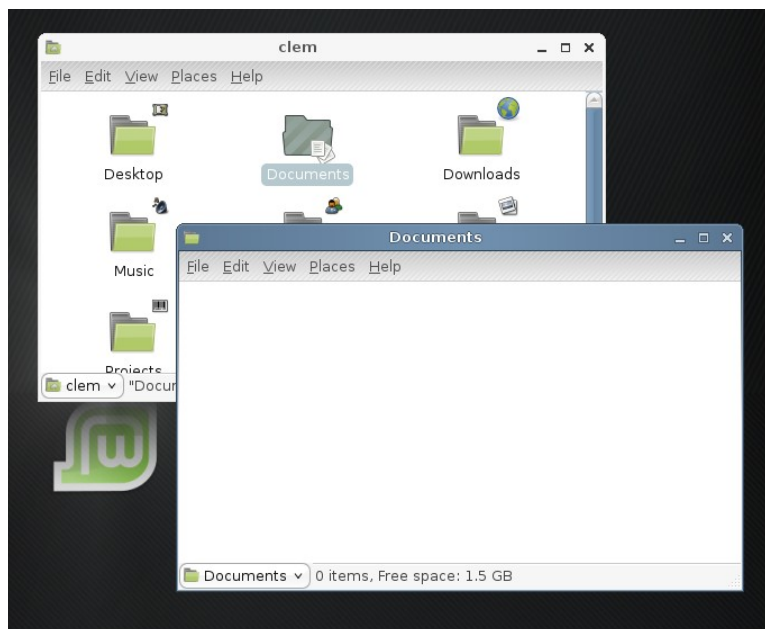 clem
File Edit View Places Help
Desktop Documents Downloads
Music
Projects
clem "Docum
Documents
File Edit View Places Help
Documents 0 items, Free space: 1.5 GB